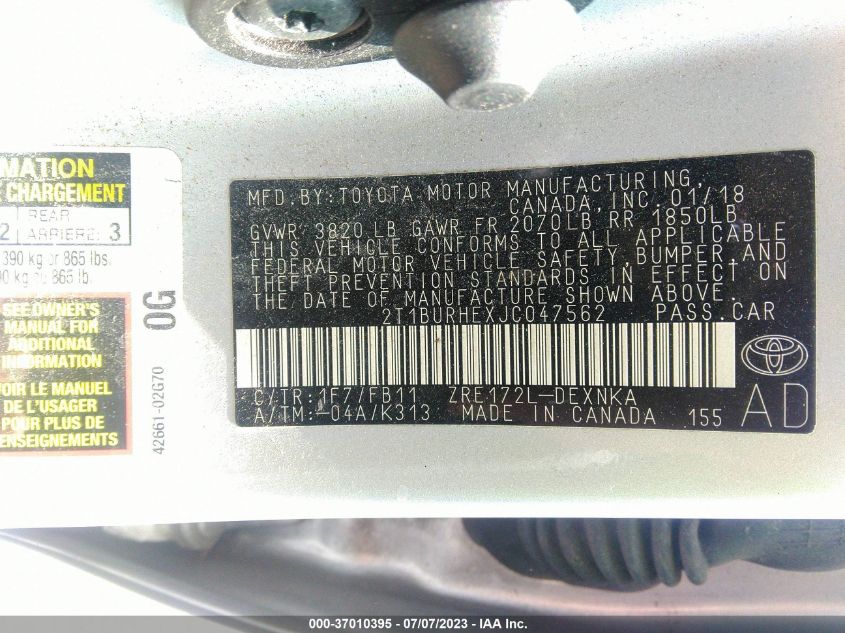 MATION
CHARGEMENT
REAR
2 ARRIERE: 3
390 kg or 865 lbs.
90 kg ou 865 lb.
SEE OWNER'S
MANUAL FOR
ADDITIONAL
INFORMATION
VOIR LE MANUEL
DE L'USAGER
POUR PLUS DE
RENSEIGNEMENTS
0G
42661-02G70
MFD. BY: TOYOTA MOTOR MANUFACTURING,
CANADA, INC. 01/18
GVWR 3820 LB GAWR FR 2070LB RR 1850LB
THIS VEHICLE CONFORMS TO ALL APPLICABLE
FEDERAL MOTOR VEHICLE SAFETY, BUMPER, AND
THEFT PREVENTION STANDARDS IN EFFECT ON
THE DATE OF MANUFACTURE SHOWN ABOVE.
2T1BURHEXJC047562 PASS. CAR
C/TR: 1F7/FB11 ZRE172L-DEXNKA
A/TM: -04A/K313 MADE IN CANADA 155
AD
000-37010395 - 07/07/2023 - IAA Inc.